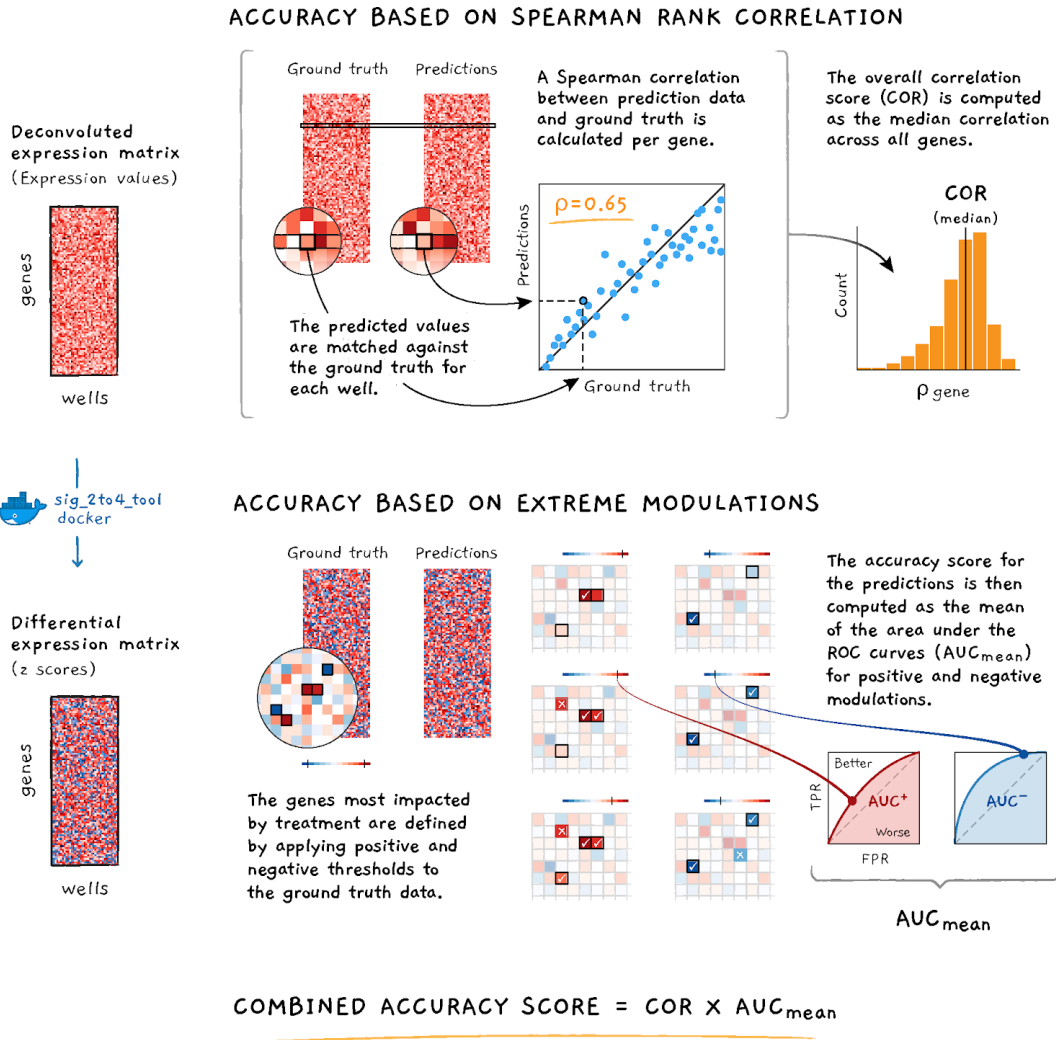 ACCURACY BASED ON SPEARMAN RANK CORRELATION
Deconvoluted
expression matrix
(Expression values)
genes
wells
Ground truth
Predictions
The predicted values
are matched against
the ground truth for
each well.
A Spearman correlation
between prediction data
and ground truth is
calculated per gene.
ρ=0.65
Predictions
Ground truth
The overall correlation
score (COR) is computed
as the median correlation
across all genes.
COR
(median)
Count
ρ gene
sig_2to4_tool
docker
ACCURACY BASED ON EXTREME MODULATIONS
Differential
expression matrix
(z scores)
genes
wells
Ground truth
Predictions
The genes most impacted
by treatment are defined
by applying positive and
negative thresholds to
the ground truth data.
The accuracy score for
the predictions is then
computed as the mean
of the area under the
ROC curves (AUCmean)
for positive and negative
modulations.
Better
AUC⁺
Worse
TPR
FPR
AUC⁻
AUCmean
COMBINED ACCURACY SCORE = COR X AUCmean